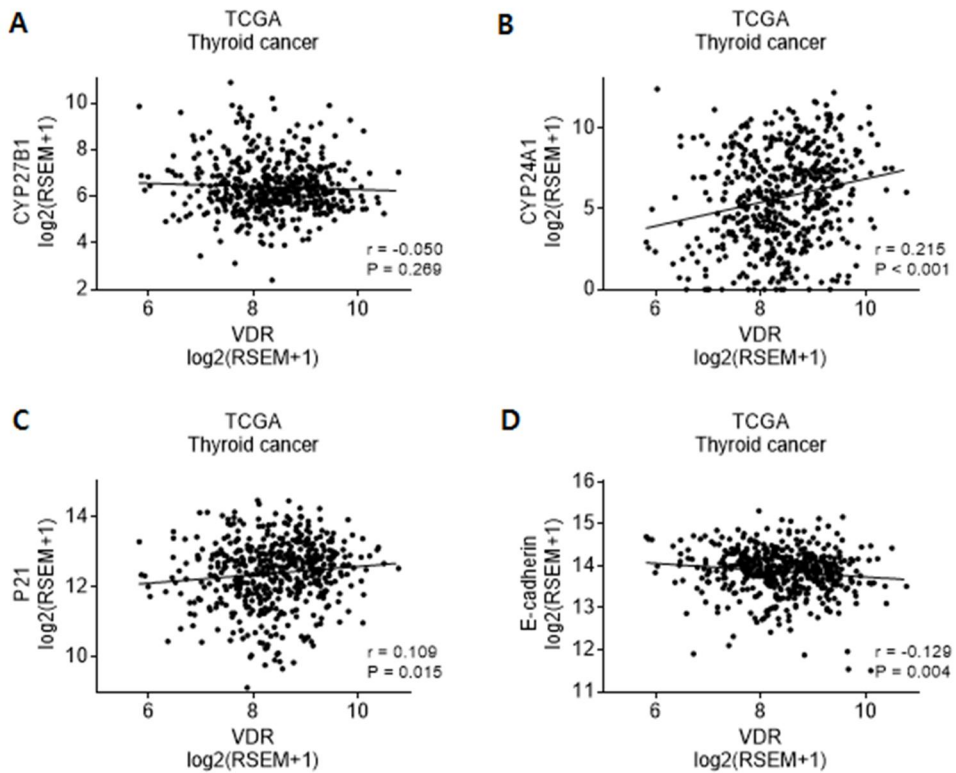 A
TCGA
Thyroid cancer
CYP27B1
log2(RSEM+1)
10
8
6
4
2
r = -0.050
P = 0.269
6 8 10
VDR
log2(RSEM+1)
B
TCGA
Thyroid cancer
CYP24A1
log2(RSEM+1)
10
5
0
r = 0.215
P < 0.001
6 8 10
VDR
log2(RSEM+1)
C
TCGA
Thyroid cancer
P21
log2(RSEM+1)
14
12
10
r = 0.109
P = 0.015
6 8 10
VDR
log2(RSEM+1)
D
TCGA
Thyroid cancer
E-cadherin
log2(RSEM+1)
16
15
14
13
12
11
r = -0.129
P = 0.004
6 8 10
VDR
log2(RSEM+1)